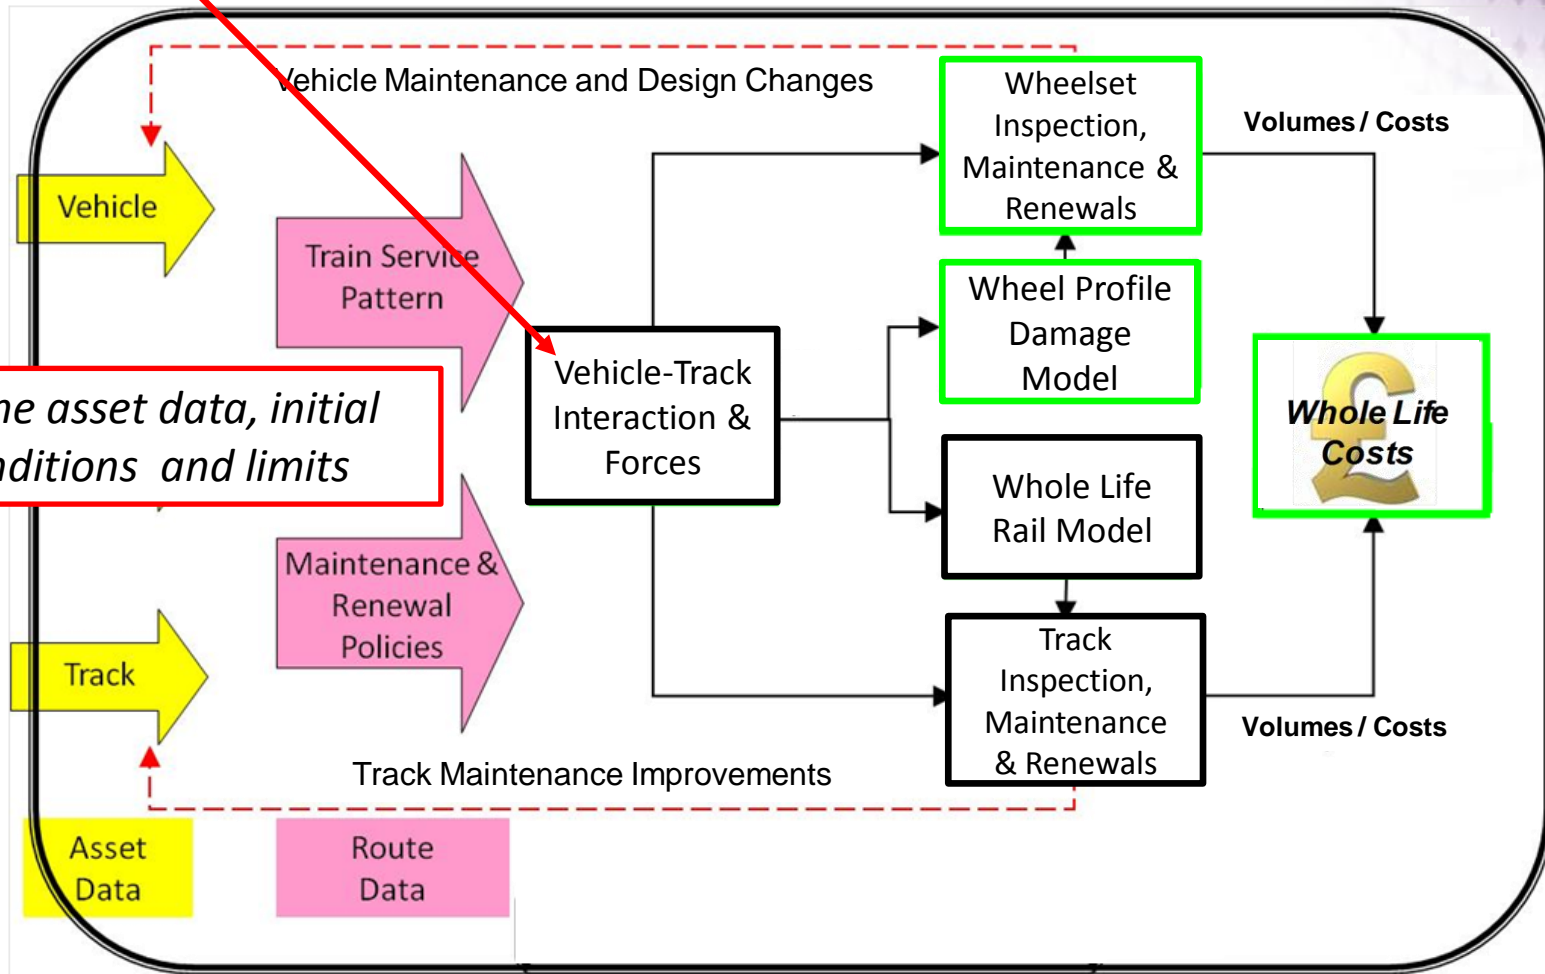 Vehicle Maintenance and Design Changes
Wheelset
Inspection,
Maintenance &
Renewals
Volumes / Costs
Vehicle
Train Service
Pattern
Wheel Profile
Damage
Model
Vehicle-Track
Interaction &
Forces
Whole Life
Costs
asset data, initial
and limits
Whole Life
Rail Model
Maintenance &
Renewal
Policies
Track
Track
Inspection,
Maintenance
& Renewals
Volumes / Costs
Track Maintenance Improvements
Asset
Data
Route
Data